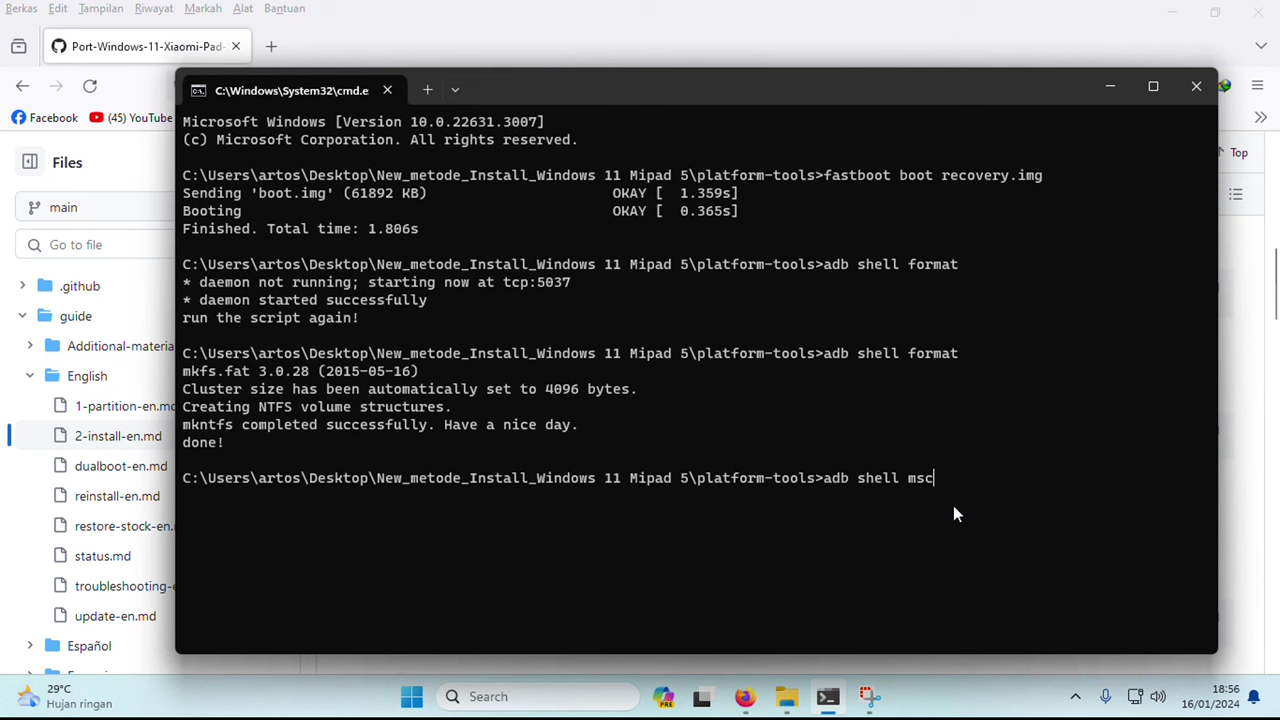 Berkas Edit Tampilan Riwayat Markah Alat Bantuan
Port-Windows-11-Xiaomi-Pad-
Facebook (45) YouTube
C:\Windows\System32\cmd.e
Microsoft Windows [Version 10.0.22631.3007]
(c) Microsoft Corporation. All rights reserved.
C:\Users\artos\Desktop\New_metode_Install_Windows 11 Mipad 5\platform-tools>fastboot boot recovery.img
Sending 'boot.img' (61892 KB) OKAY [ 1.359s]
Booting OKAY [ 0.365s]
Finished. Total time: 1.806s
C:\Users\artos\Desktop\New_metode_Install_Windows 11 Mipad 5\platform-tools>adb shell format
* daemon not running; starting now at tcp:5037
* daemon started successfully
run the script again!
C:\Users\artos\Desktop\New_metode_Install_Windows 11 Mipad 5\platform-tools>adb shell format
mkfs.fat 3.0.28 (2015-05-16)
Cluster size has been automatically set to 4096 bytes.
Creating NTFS volume structures.
mkntfs completed successfully. Have a nice day.
done!
C:\Users\artos\Desktop\New_metode_Install_Windows 11 Mipad 5\platform-tools>adb shell msc
Top
Files
main
Go to file
.github
guide
Additional-materia
English
1-partition-en.md
2-install-en.md
dualboot-en.md
reinstall-en.md
restore-stock-en.
status.md
troubleshooting-
update-en.md
Español
29°C
Hujan ringan
Search
PRE
18:56
16/01/2024